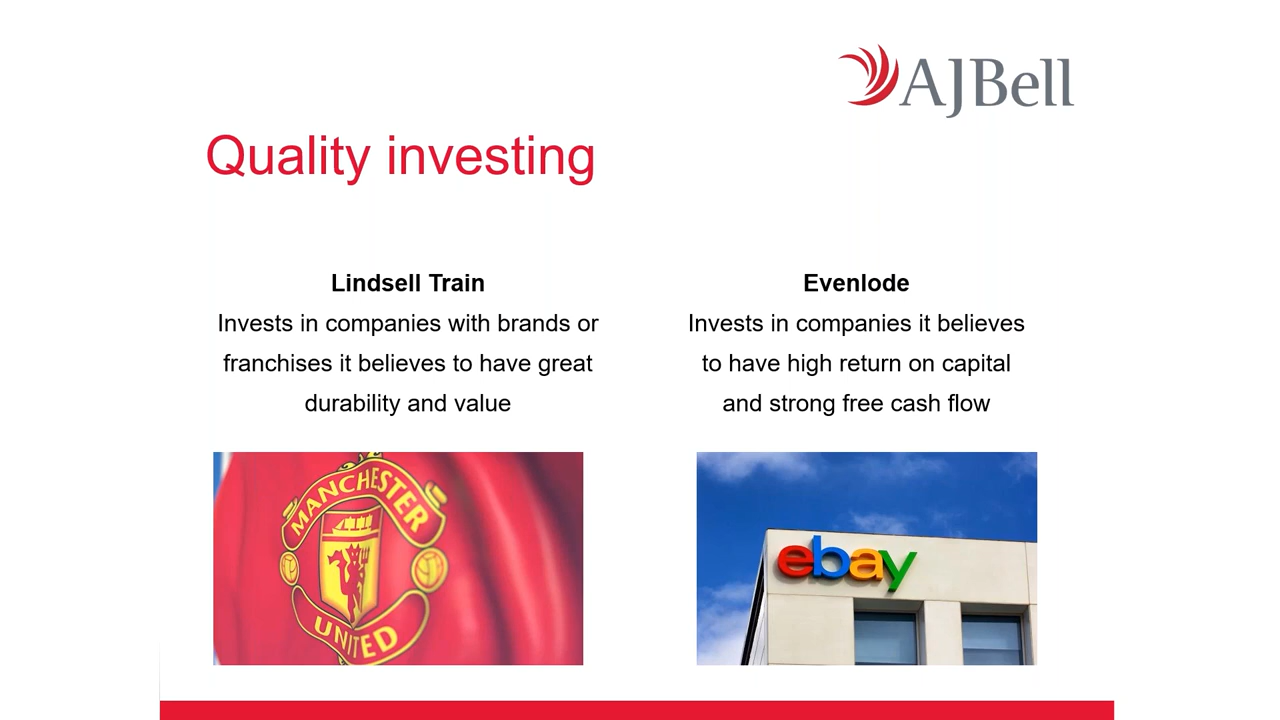 AJBell
Quality investing
Lindsell Train
Invests in companies with brands or
franchises it believes to have great
durability and value
Evenlode
Invests in companies it believes
to have high return on capital
and strong free cash flow
MANCHESTER
UNITED
ebay